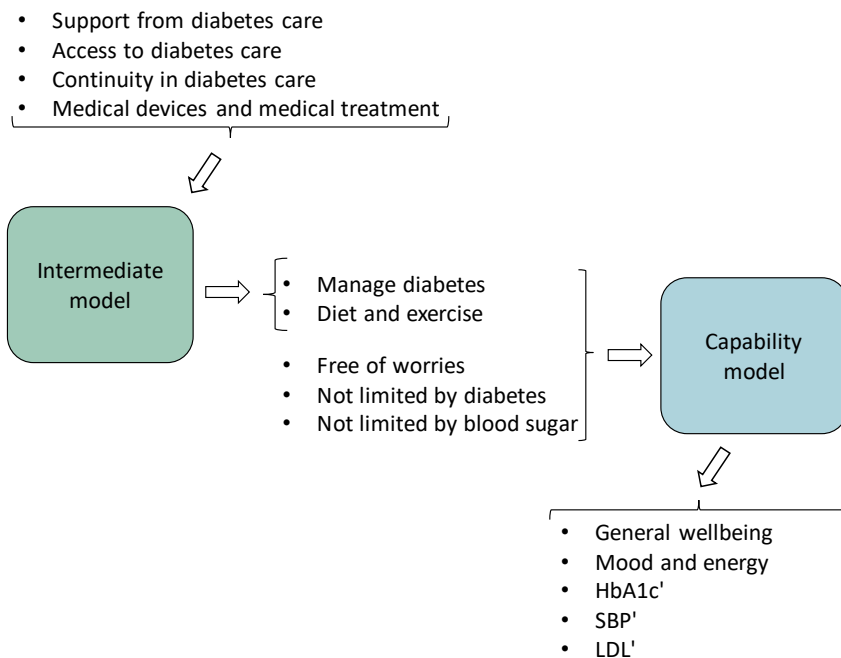 • Support from diabetes care
• Access to diabetes care
• Continuity in diabetes care
• Medical devices and medical treatment
Intermediate
model
• Manage diabetes
• Diet and exercise
• Free of worries
• Not limited by diabetes
• Not limited by blood sugar
Capability
model
• General wellbeing
• Mood and energy
• HbA1c'
• SBP'
• LDL'